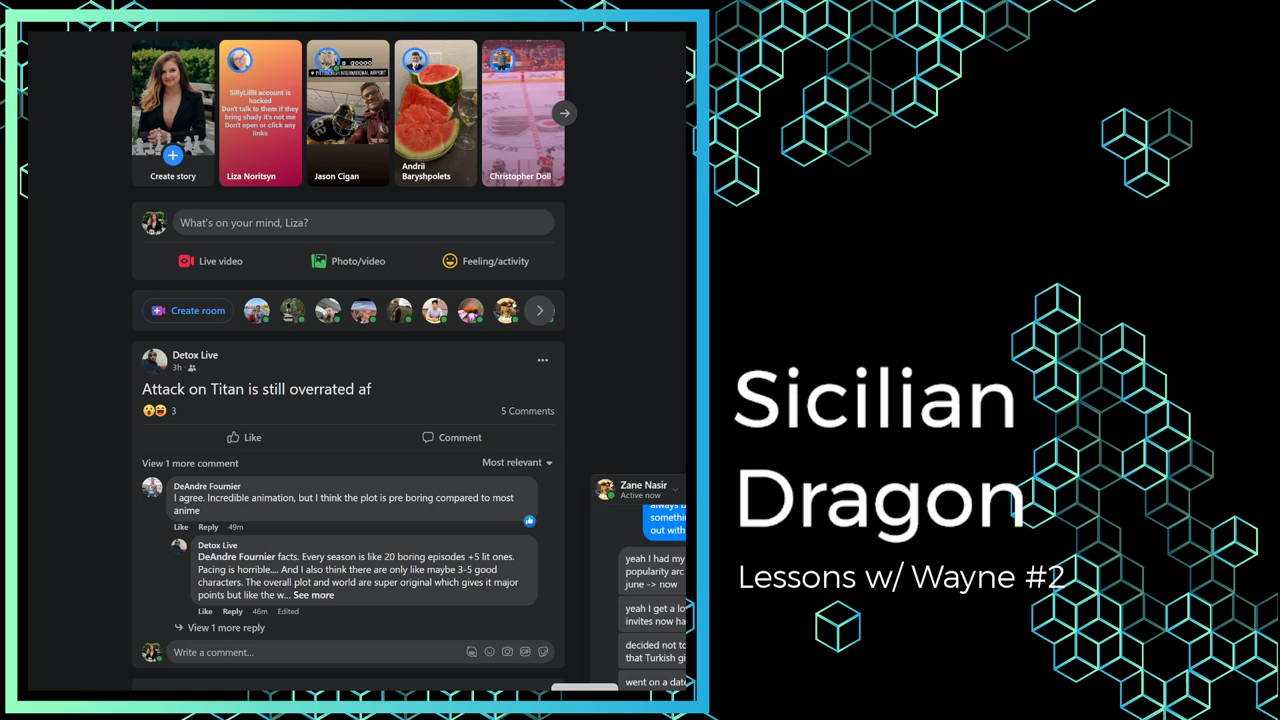 a goooo
PITTSBURGH INTERNATIONAL AIRPORT
SillyLilli account is
hacked
Don't talk to them if they
bring shady it's not me
Don't open or click any
links
Create story
Liza Noritsyn
Jason Cigan
Andrii
Baryshpolets
Christopher Doll
What's on your mind, Liza?
Live video
Photo/video
Feeling/activity
Create room
Detox Live
3h
Attack on Titan is still overrated af
3
5 Comments
Like
Comment
View 1 more comment
Most relevant
DeAndre Fournier
I agree. Incredible animation, but I think the plot is pre boring compared to most
anime
Like Reply 49m
Detox Live
DeAndre Fournier facts. Every season is like 20 boring episodes +5 lit ones.
Pacing is horrible.... And I also think there are only like maybe 3-5 good
characters. The overall plot and world are super original which gives it major
points but like the w... See more
Like Reply 46m Edited
View 1 more reply
Write a comment...
GIF
Zane Nasir
Active now
always b
somethin
out with
yeah I had my
popularity arc
june -> now
yeah I get a lo
invites now ha
decided not to
that Turkish gi
went on a date
Sicilian
Dragon
Lessons w/ Wayne #2